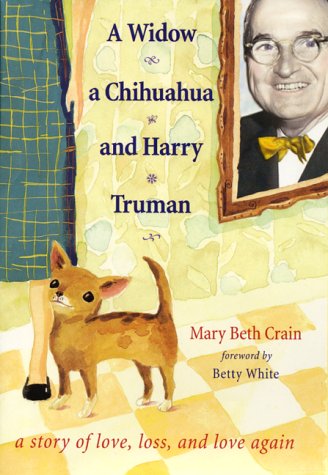 A Widow
a Chihuahua
and Harry
Truman
Mary Beth Crain
foreword by
Betty White
a story of love, loss, and love again